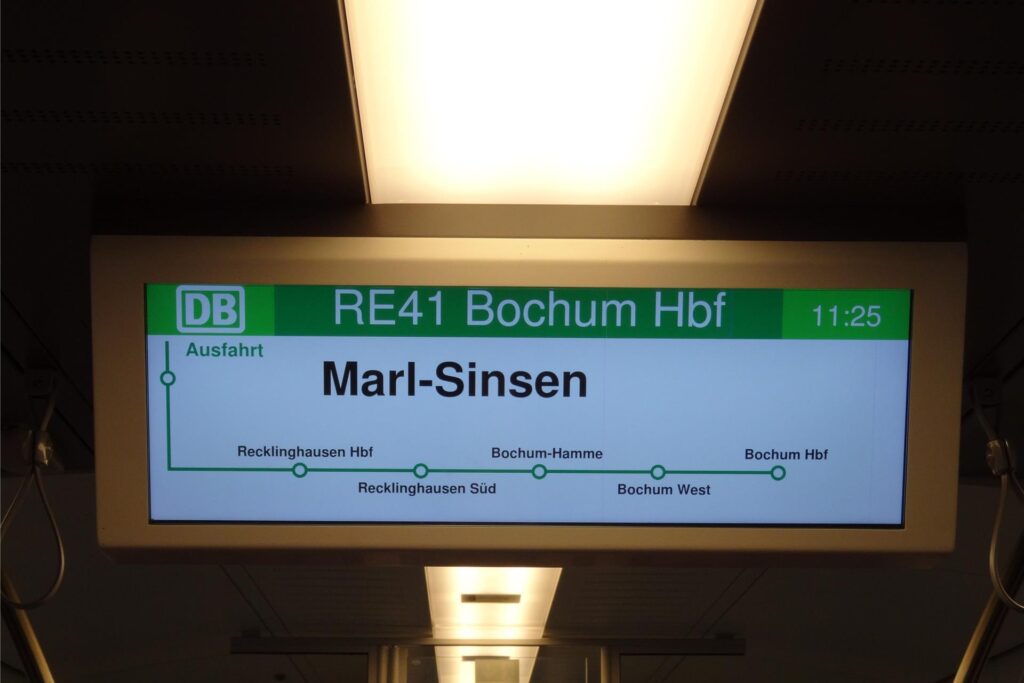 DB RE41 Bochum Hbf 11:25
Ausfahrt
Marl-Sinsen
Recklinghausen Hbf
Recklinghausen Süd
Bochum-Hamme
Bochum West
Bochum Hbf